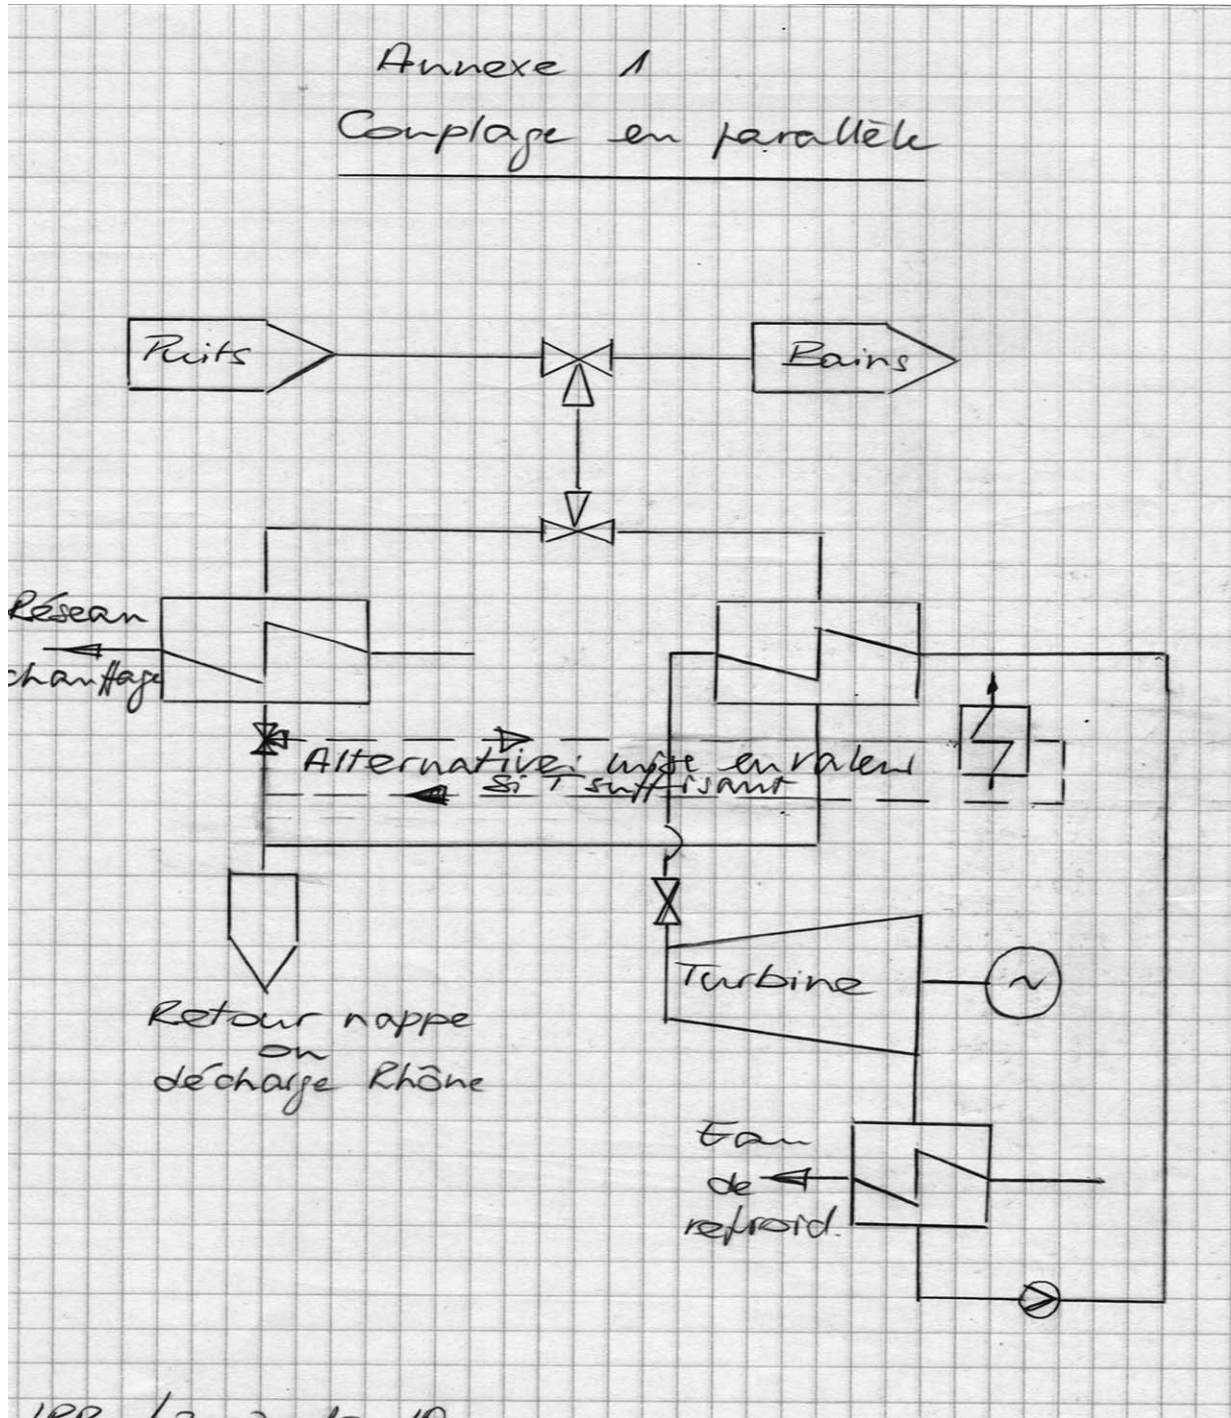 Annexe 1
Couplage en parallèle
Puits
Bains
Réseau
chauffage
Alternative: mise en valeur
si T suffisant
Turbine
~
Retour nappe
ou
décharge Rhône
Eau
de
refroid.